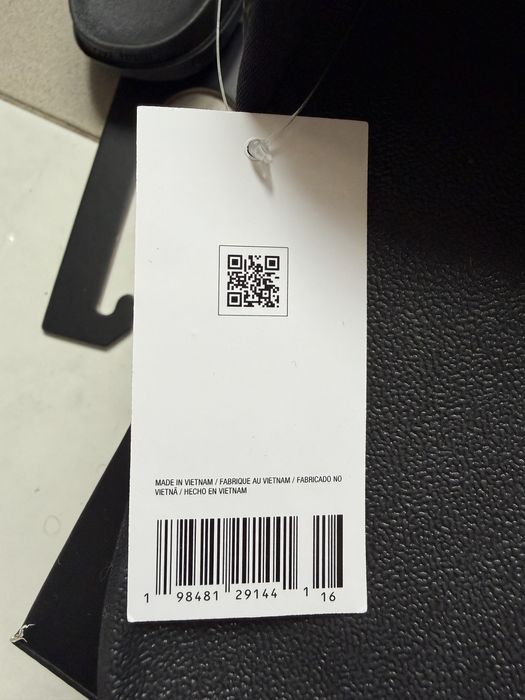 MADE IN VIETNAM / FABRIQUE AU VIETNAM / FABRICADO NO
VIETNÃ / HECHO EN VIETNAM
1 98481 29144 1 16